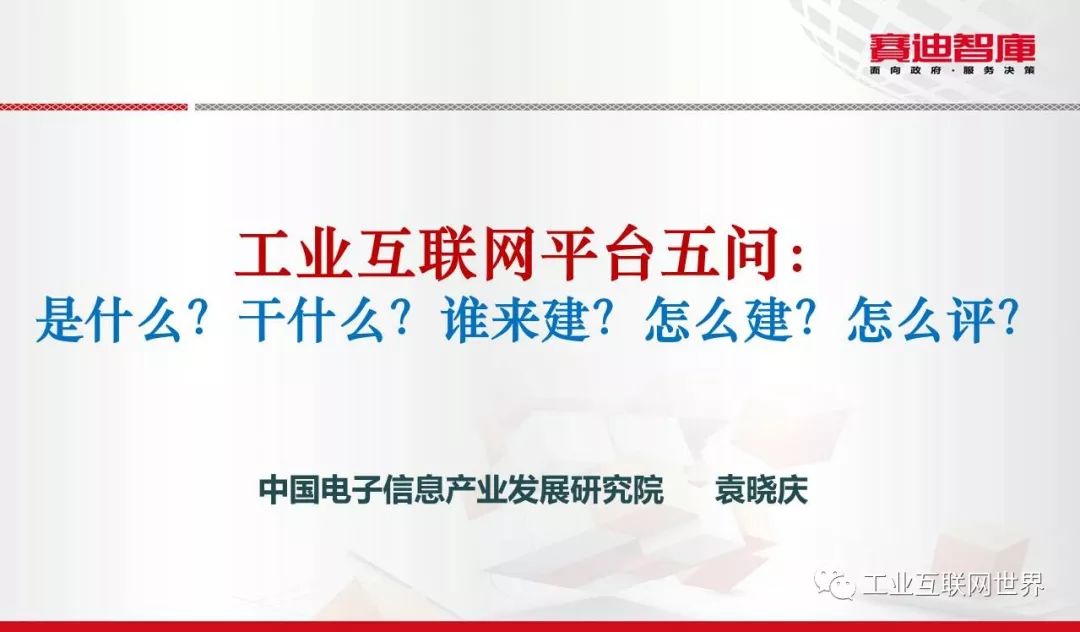 賽迪智庫
面向政府·服务决策
工业互联网平台五问：
是什么？干什么？谁来建？怎么建？怎么评？
中国电子信息产业发展研究院 袁晓庆
工业互联网世界